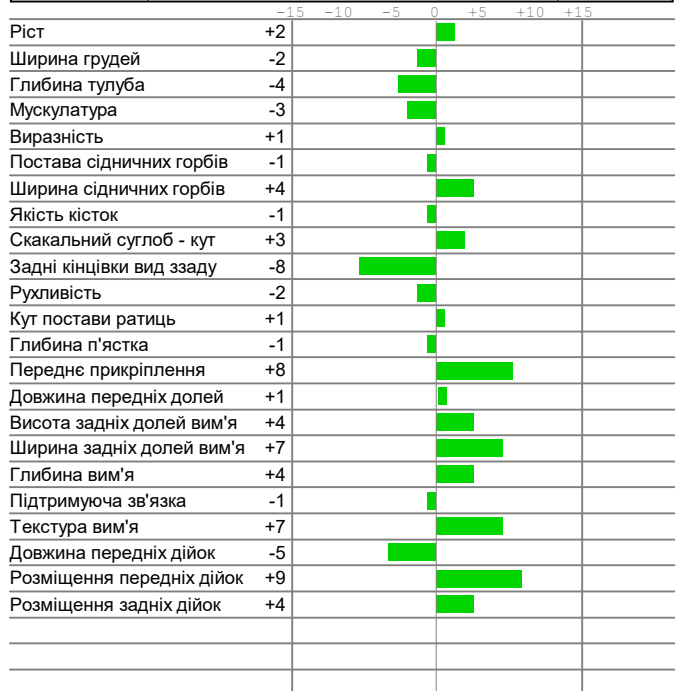 -15 -10 -5 0 +5 +10 +15
Ріст +2
Ширина грудей -2
Глибина тулуба -4
Мускулатура -3
Виразність +1
Постава сідничних горбів -1
Ширина сідничних горбів +4
Якість кісток -1
Скакальний суглоб - кут +3
Задні кінцівки вид ззаду -8
Рухливість -2
Кут постави ратиць +1
Глибина п'ястка -1
Переднє прикріплення +8
Довжина передніх долей +1
Висота задніх долей вим'я +4
Ширина задніх долей вим'я +7
Глибина вим'я +4
Підтримуюча зв'язка -1
Текстура вим'я +7
Довжина передніх дійок -5
Розміщення передніх дійок +9
Розміщення задніх дійок +4